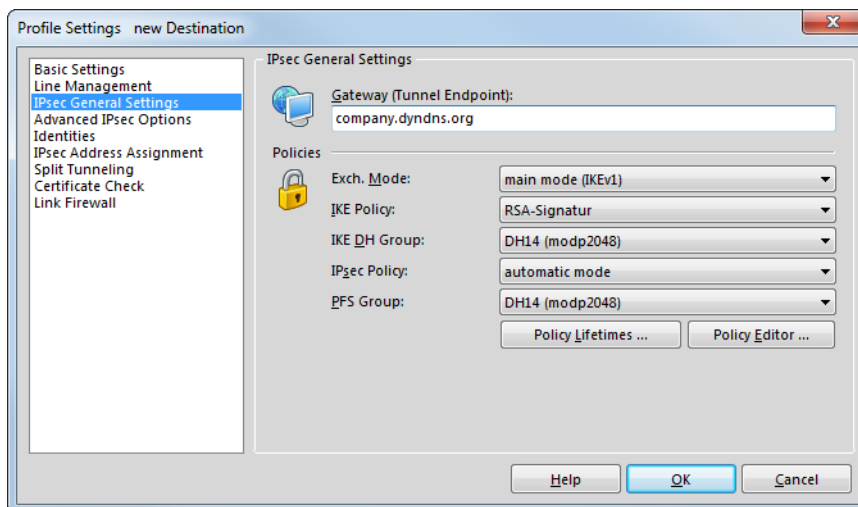 Profile Settings new Destination
Basic Settings
Line Management
IPsec General Settings
Advanced IPsec Options
Identities
IPsec Address Assignment
Split Tunneling
Certificate Check
Link Firewall
IPsec General Settings
Gateway (Tunnel Endpoint):
company.dyndns.org
Policies
Exch. Mode: main mode (IKEv1)
IKE Policy: RSA-Signatur
IKE DH Group: DH14 (modp2048)
IPsec Policy: automatic mode
PFS Group: DH14 (modp2048)
Policy Lifetimes ... Policy Editor ...
Help OK Cancel